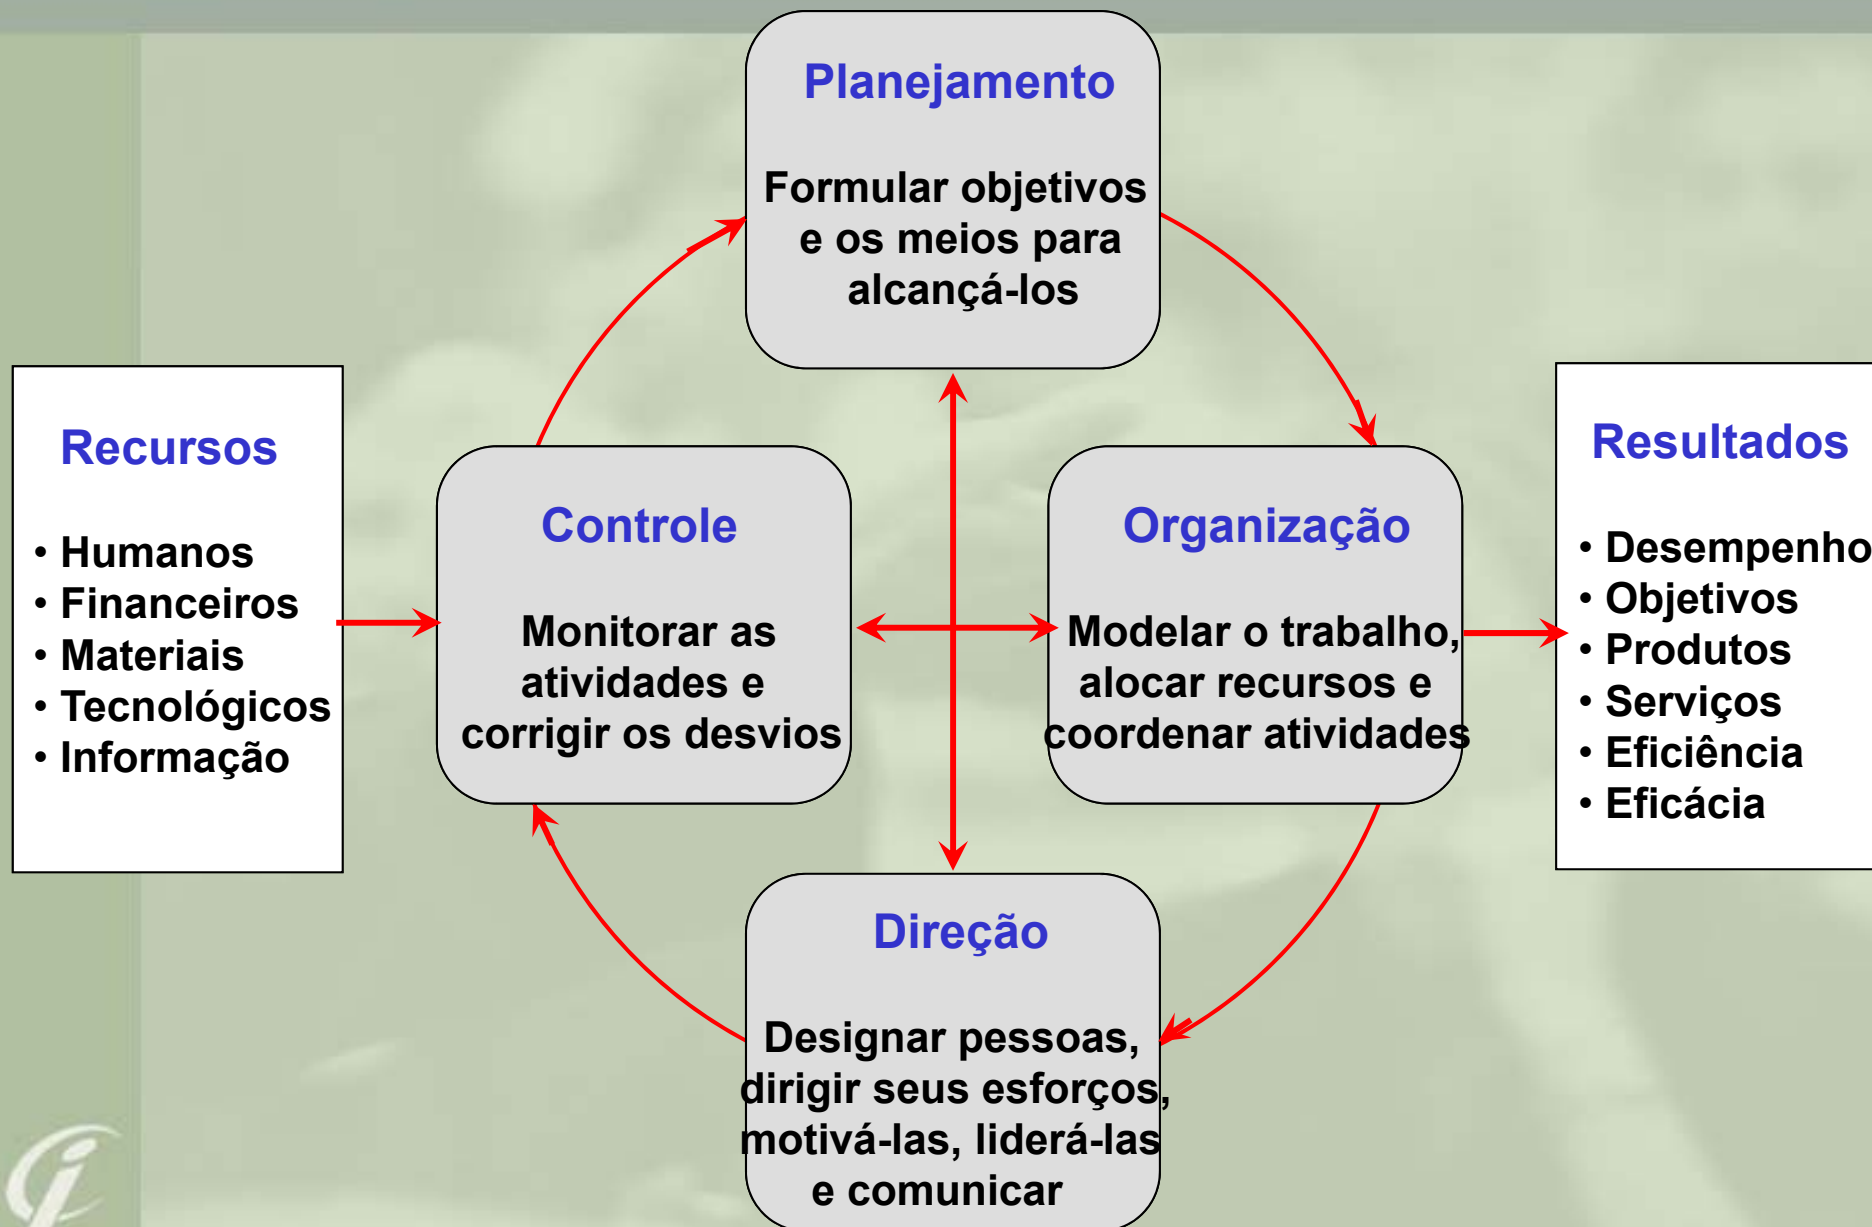 Planejamento
Formular objetivos
e os meios para
alcançá-los
Recursos
• Humanos
• Financeiros
• Materiais
• Tecnológicos
• Informação
Controle
Monitorar as
atividades e
corrigir os desvios
Organização
Modelar o trabalho,
alocar recursos e
coordenar atividades
Resultados
• Desempenho
• Objetivos
• Produtos
• Serviços
• Eficiência
• Eficácia
Direção
Designar pessoas,
dirigir seus esforços,
motivá-las, liderá-las
e comunicar